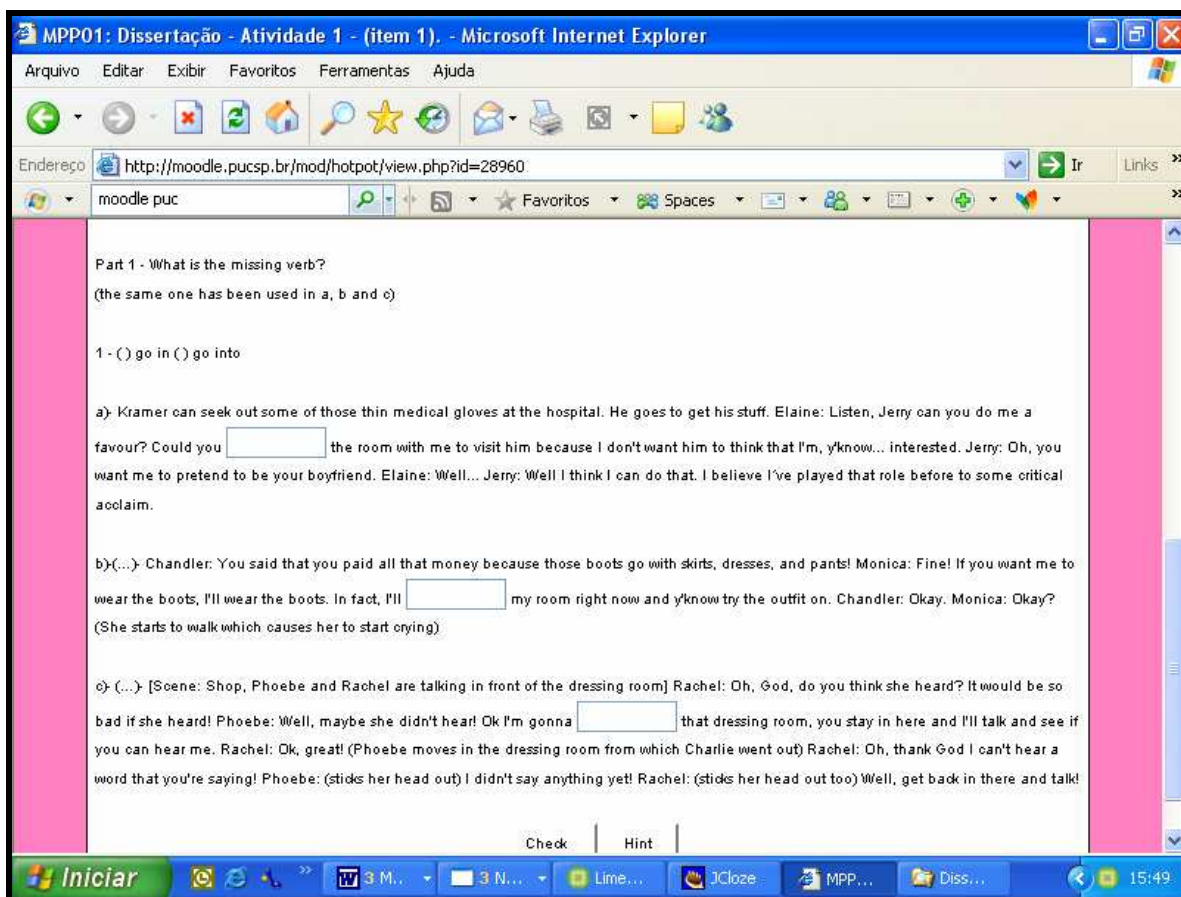 MPP01: Dissertação - Atividade 1 - (item 1). - Microsoft Internet Explorer
Arquivo Editar Exibir Favoritos Ferramentas Ajuda
Endereço http://moodle.pucsp.br/mod/hotpot/view.php?id=28960 Ir Links »
moodle puc Favoritos Spaces »
Part 1 - What is the missing verb?
(the same one has been used in a, b and c)
1 - ( ) go in ( ) go into
a)- Kramer can seek out some of those thin medical gloves at the hospital. He goes to get his stuff. Elaine: Listen, Jerry can you do me a
favour? Could you the room with me to visit him because I don't want him to think that I'm, y'know... interested. Jerry: Oh, you
want me to pretend to be your boyfriend. Elaine: Well... Jerry: Well I think I can do that. I believe I´ve played that role before to some critical
acclaim.
b)-(...)- Chandler: You said that you paid all that money because those boots go with skirts, dresses, and pants! Monica: Fine! If you want me to
wear the boots, I'll wear the boots. In fact, I'll my room right now and y'know try the outfit on. Chandler: Okay. Monica: Okay?
(She starts to walk which causes her to start crying)
c)- (...)- [Scene: Shop, Phoebe and Rachel are talking in front of the dressing room] Rachel: Oh, God, do you think she heard? It would be so
bad if she heard! Phoebe: Well, maybe she didn't hear! Ok I'm gonna that dressing room, you stay in here and I'll talk and see if
you can hear me. Rachel: Ok, great! (Phoebe moves in the dressing room from which Charlie went out) Rachel: Oh, thank God I can't hear a
word that you're saying! Phoebe: (sticks her head out) I didn't say anything yet! Rachel: (sticks her head out too) Well, get back in there and talk!
Check Hint
Iniciar » 3 M... 3 N... Lime... JCloze MPP... Diss... 15:49